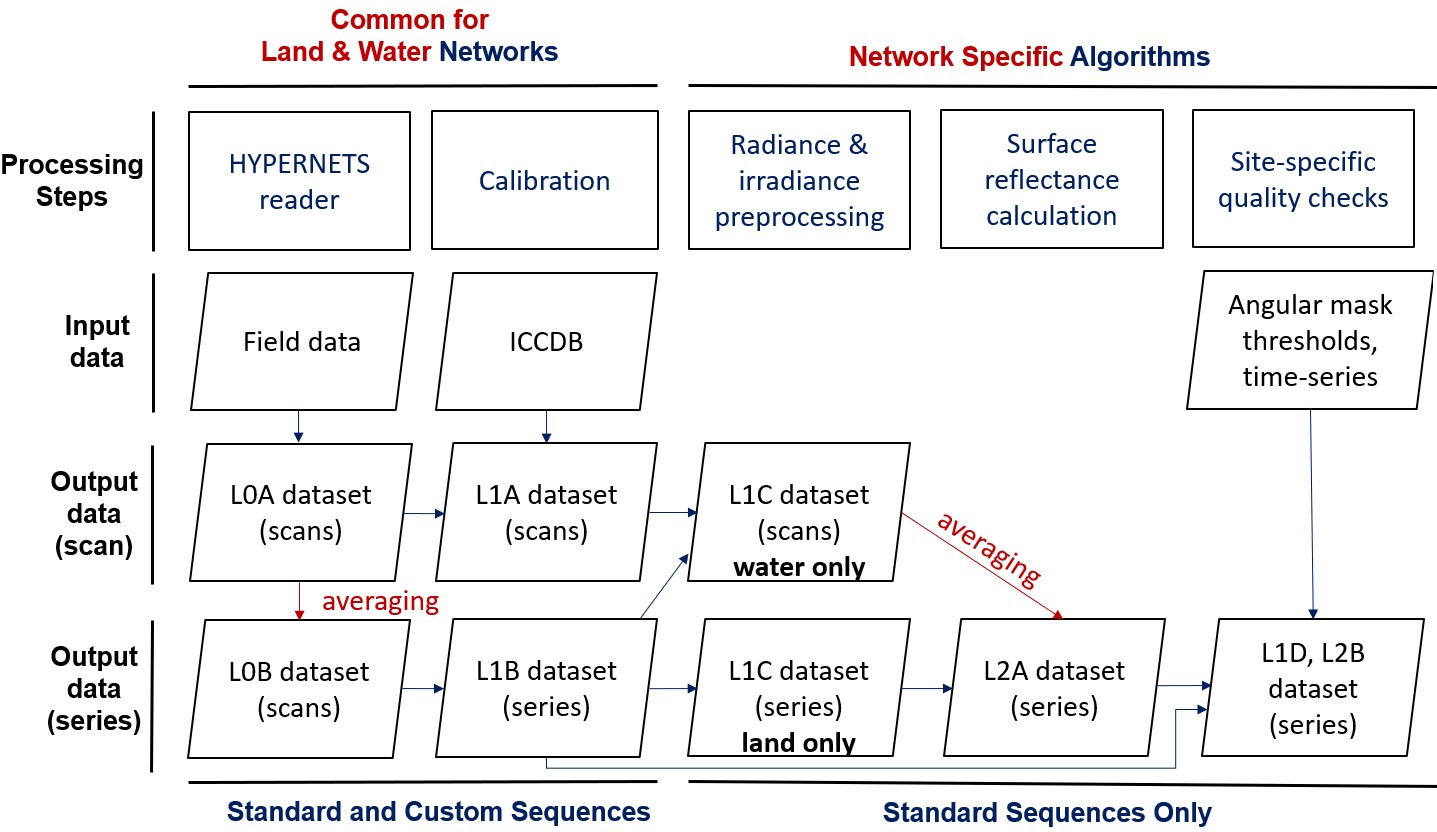 Common for
Land & Water Networks
Network Specific Algorithms
Processing
Steps
HYPERNETS
reader
Calibration
Radiance &
irradiance
preprocessing
Surface
reflectance
calculation
Site-specific
quality checks
Input
data
Field data
ICCDB
Angular mask
thresholds,
time-series
Output
data
(scan)
L0A dataset
(scans)
L1A dataset
(scans)
L1C dataset
(scans)
water only
averaging
averaging
Output
data
(series)
L0B dataset
(scans)
L1B dataset
(series)
L1C dataset
(series)
land only
L2A dataset
(series)
L1D, L2B
dataset
(series)
Standard and Custom Sequences
Standard Sequences Only